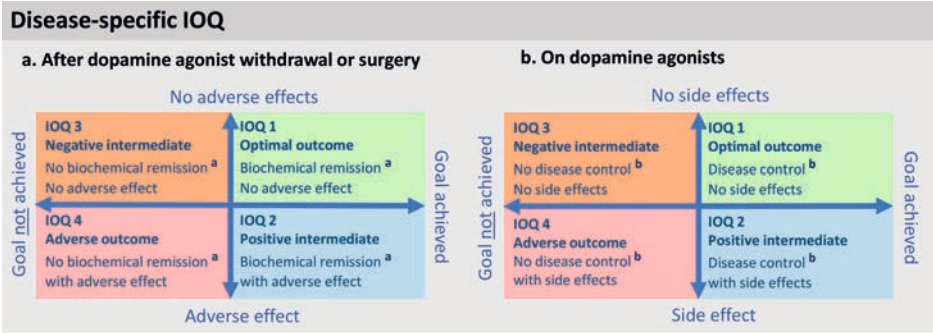 Disease-specific IOQ
a. After dopamine agonist withdrawal or surgery
No adverse effects
Goal not achieved
IOQ 3
Negative intermediate
No biochemical remission a
No adverse effect
IOQ 1
Optimal outcome
Biochemical remission a
No adverse effect
IOQ 4
Adverse outcome
No biochemical remission a
with adverse effect
IOQ 2
Positive intermediate
Biochemical remission a
with adverse effect
Goal achieved
Adverse effect
b. On dopamine agonists
No side effects
Goal not achieved
IOQ 3
Negative intermediate
No disease control b
No side effects
IOQ 1
Optimal outcome
Disease control b
No side effects
IOQ 4
Adverse outcome
No disease control b
with side effects
IOQ 2
Positive intermediate
Disease control b
with side effects
Goal achieved
Side effect